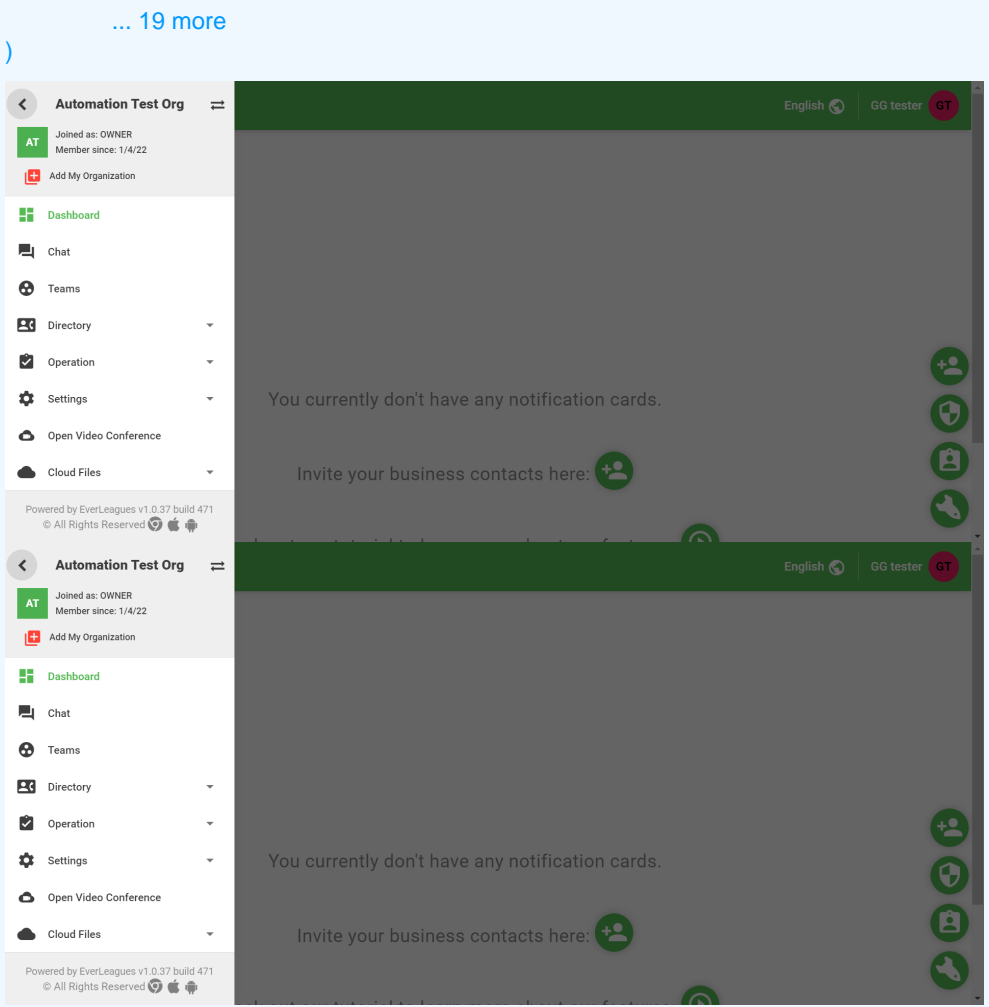 ... 19 more
)
Automation Test Org
English
GG tester
GT
AT
Joined as: OWNER
Member since: 1/4/22
Add My Organization
Dashboard
Chat
Teams
Directory
Operation
Settings
You currently don't have any notification cards.
Open Video Conference
Invite your business contacts here:
Cloud Files
Powered by EverLeagues v1.0.37 build 471
© All Rights Reserved
Automation Test Org
English
GG tester
GT
AT
Joined as: OWNER
Member since: 1/4/22
Add My Organization
Dashboard
Chat
Teams
Directory
Operation
Settings
You currently don't have any notification cards.
Open Video Conference
Invite your business contacts here:
Cloud Files
Powered by EverLeagues v1.0.37 build 471
© All Rights Reserved